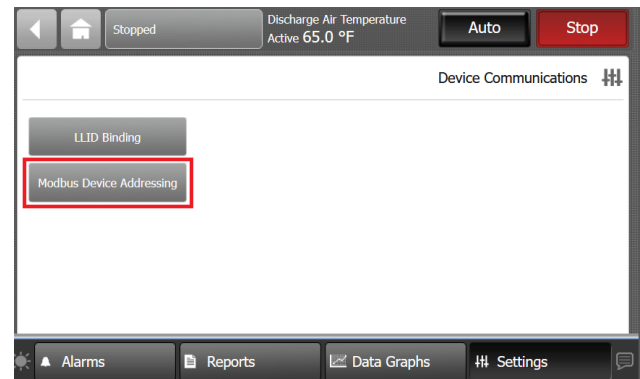 Stopped
Discharge Air Temperature
Active 65.0 °F
Auto
Stop
Device Communications
LLID Binding
Modbus Device Addressing
Alarms
Reports
Data Graphs
Settings